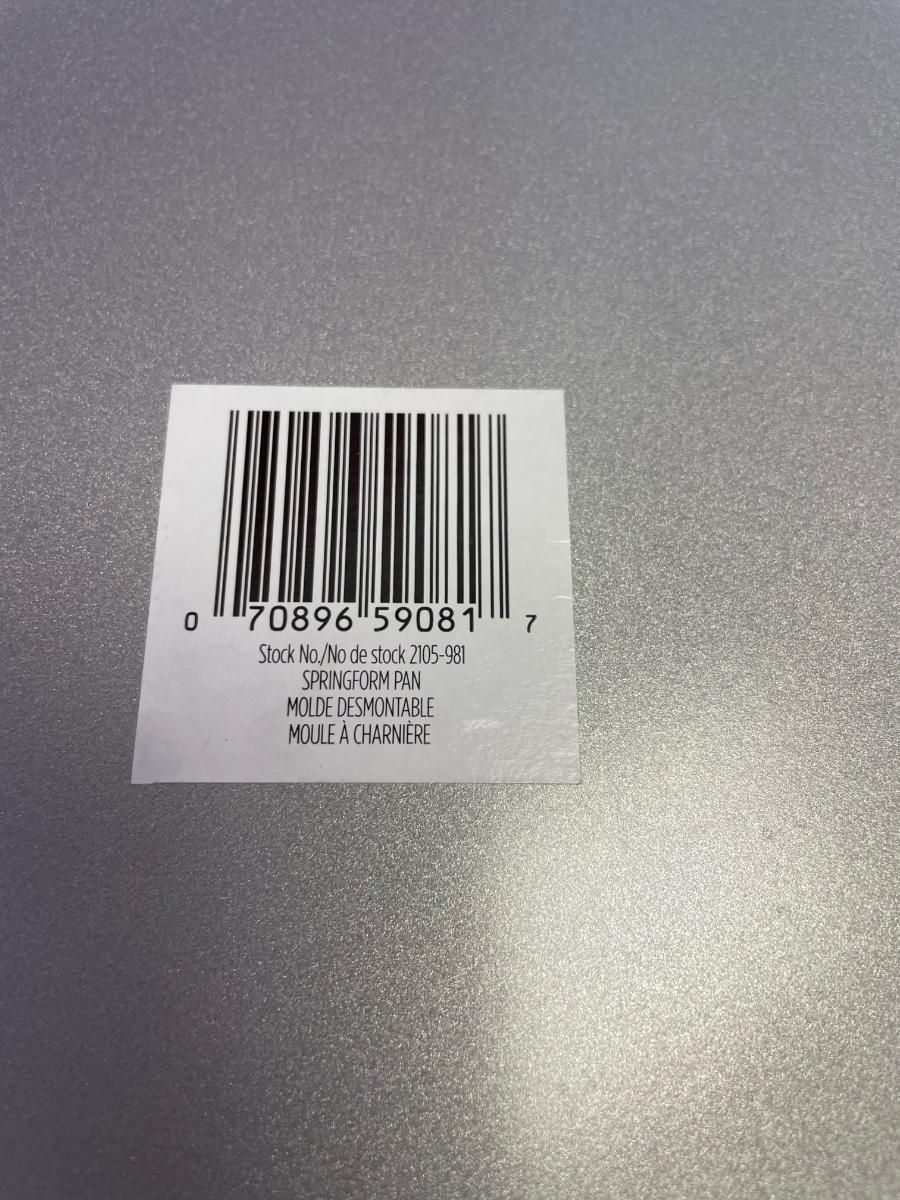 0 70896 59081 7
Stock No./No de stock 2105-981
SPRINGFORM PAN
MOLDE DESMONTABLE
MOULE À CHARNIÈRE